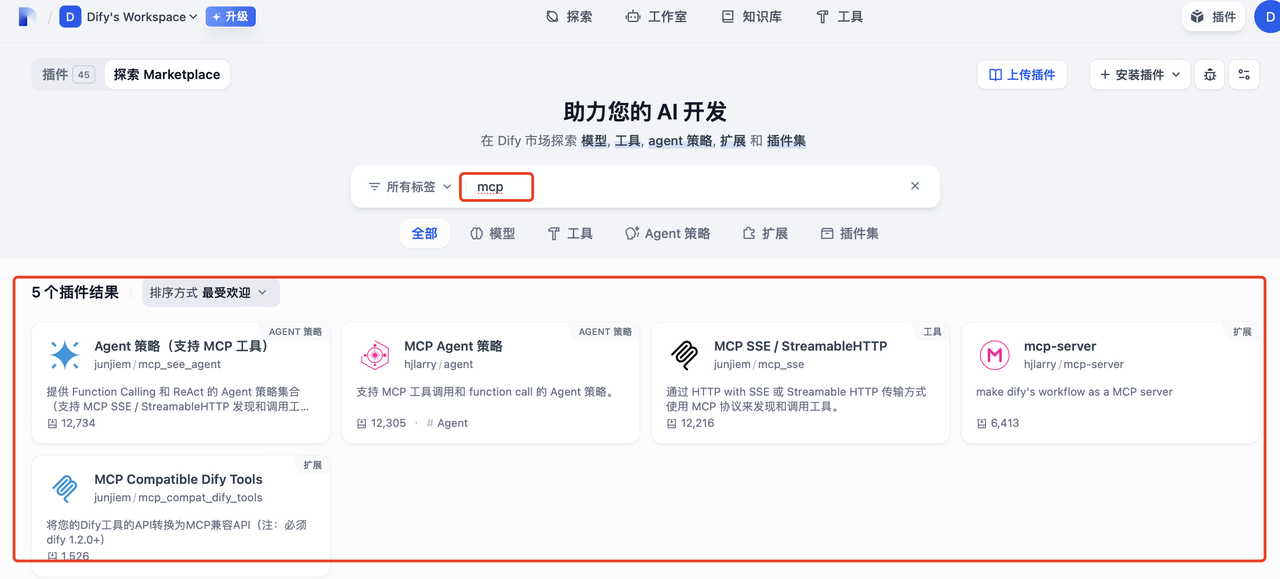 D Dify's Workspace 升级 探索 工作室 知识库 工具 插件 D
插件 45 探索 Marketplace 上传插件 + 安装插件
助力您的 AI 开发
在 Dify 市场探索 模型, 工具, agent 策略, 扩展 和 插件集
所有标签 mcp
全部 模型 工具 Agent 策略 扩展 插件集
5 个插件结果 排序方式 最受欢迎
AGENT 策略
Agent 策略（支持 MCP 工具）
junjiem / mcp_see_agent
提供 Function Calling 和 ReAct 的 Agent 策略集合
（支持 MCP SSE / StreamableHTTP 发现和调用工...
12,734
AGENT 策略
MCP Agent 策略
hjlarry / agent
支持 MCP 工具调用和 function call 的 Agent 策略。
12,305 · # Agent
工具
MCP SSE / StreamableHTTP
junjiem / mcp_sse
通过 HTTP with SSE 或 Streamable HTTP 传输方式
使用 MCP 协议来发现和调用工具。
12,216
扩展
mcp-server
hjlarry / mcp-server
make dify's workflow as a MCP server
6,413
扩展
MCP Compatible Dify Tools
junjiem / mcp_compat_dify_tools
将您的Dify工具的API转换为MCP兼容API（注：必须
dify 1.2.0+)
1,526